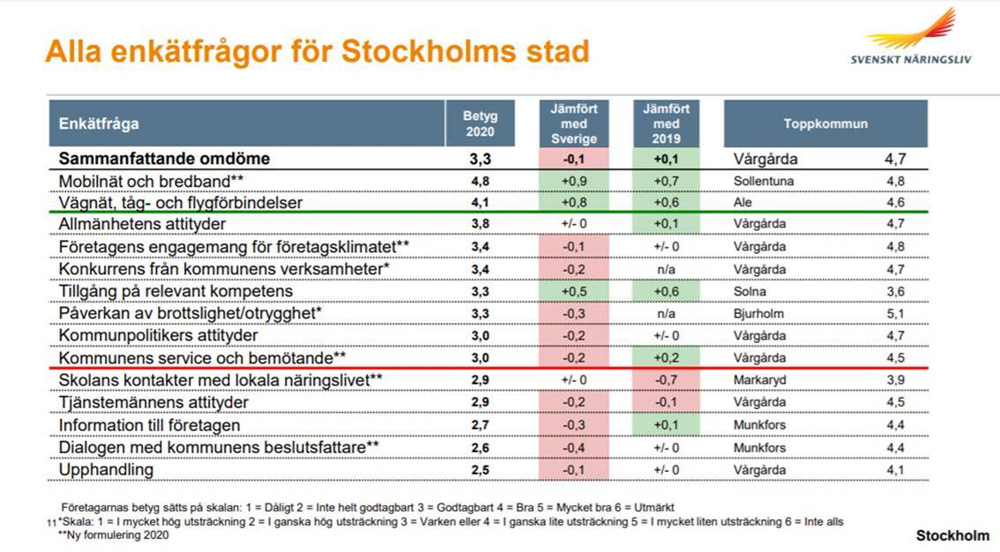 Alla enkätfrågor för Stockholms stad
SVENSKT NÄRINGSLIV
Enkätfråga Betyg 2020 Jämfört med Sverige Jämfört med 2019 Toppkommun
Sammanfattande omdöme 3,3 -0,1 +0,1 Vårgårda 4,7
Mobilnät och bredband** 4,8 +0,9 +0,7 Sollentuna 4,8
Vägnät, tåg- och flygförbindelser 4,1 +0,8 +0,6 Ale 4,6
Allmänhetens attityder 3,8 +/- 0 +0,1 Vårgårda 4,7
Företagens engagemang för företagsklimatet** 3,4 -0,1 +/- 0 Vårgårda 4,8
Konkurrens från kommunens verksamheter* 3,4 -0,2 n/a Vårgårda 4,7
Tillgång på relevant kompetens 3,3 +0,5 +0,6 Solna 3,6
Påverkan av brottslighet/otrygghet* 3,3 -0,3 n/a Bjurholm 5,1
Kommunpolitikers attityder 3,0 -0,2 +/- 0 Vårgårda 4,7
Kommunens service och bemötande** 3,0 -0,2 +0,2 Vårgårda 4,5
Skolans kontakter med lokala näringslivet** 2,9 +/- 0 -0,7 Markaryd 3,9
Tjänstemännens attityder 2,9 -0,2 -0,1 Vårgårda 4,5
Information till företagen 2,7 -0,3 +0,1 Munkfors 4,4
Dialogen med kommunens beslutsfattare** 2,6 -0,4 +/- 0 Munkfors 4,4
Upphandling 2,5 -0,1 +/- 0 Vårgårda 4,1
Företagarnas betyg sätts på skalan: 1 = Dåligt 2 = Inte helt godtagbart 3 = Godtagbart 4 = Bra 5 = Mycket bra 6 = Utmärkt
11 *Skala: 1 = I mycket hög utsträckning 2 = I ganska hög utsträckning 3 = Varken eller 4 = I ganska lite utsträckning 5 = I mycket liten utsträckning 6 = Inte alls
**Ny formulering 2020
Stockholm